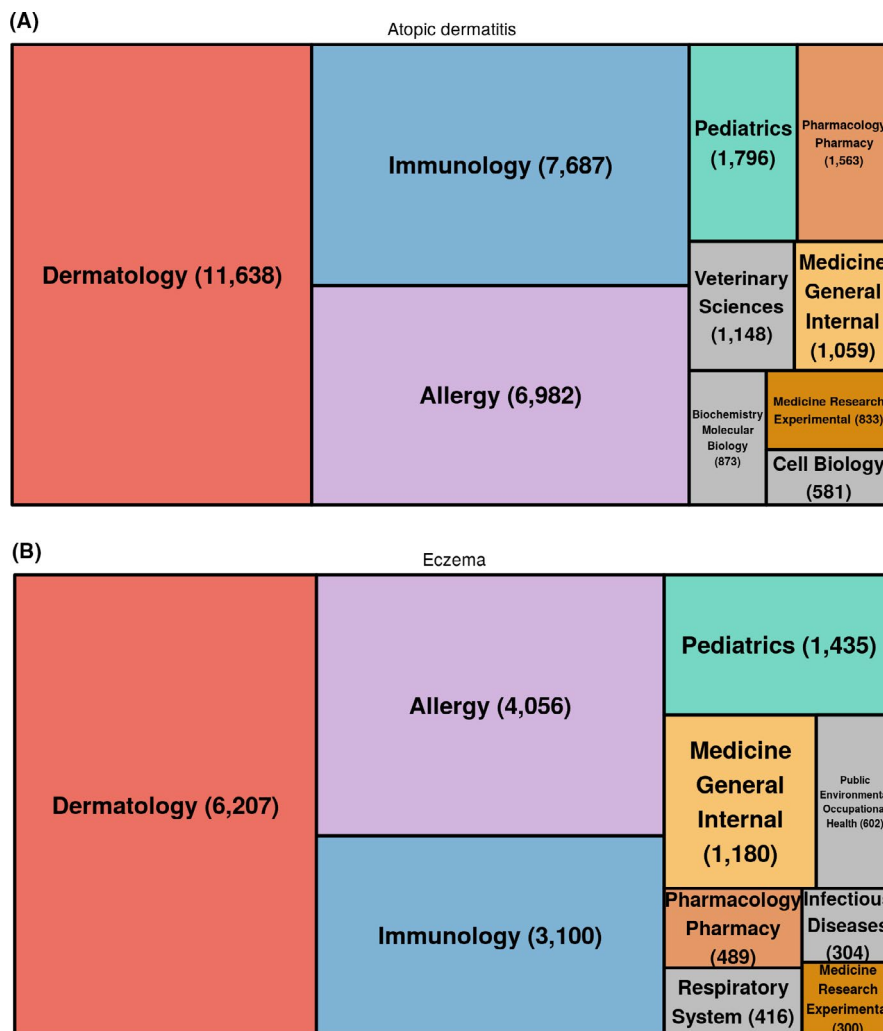 (A)
Atopic dermatitis
Dermatology (11,638)
Immunology (7,687)
Allergy (6,982)
Pediatrics
(1,796)
Pharmacology
Pharmacy
(1,563)
Veterinary
Sciences
(1,148)
Medicine
General
Internal
(1,059)
Biochemistry
Molecular
Biology
(873)
Medicine Research
Experimental (833)
Cell Biology
(581)
(B)
Eczema
Dermatology (6,207)
Allergy (4,056)
Immunology (3,100)
Pediatrics (1,435)
Medicine
General
Internal
(1,180)
Public
Environmenta
Occupationa
Health (602)
Pharmacology
Pharmacy
(489)
Infectious
Diseases
(304)
Respiratory
System (416)
Medicine
Research
Experimenta
(300)